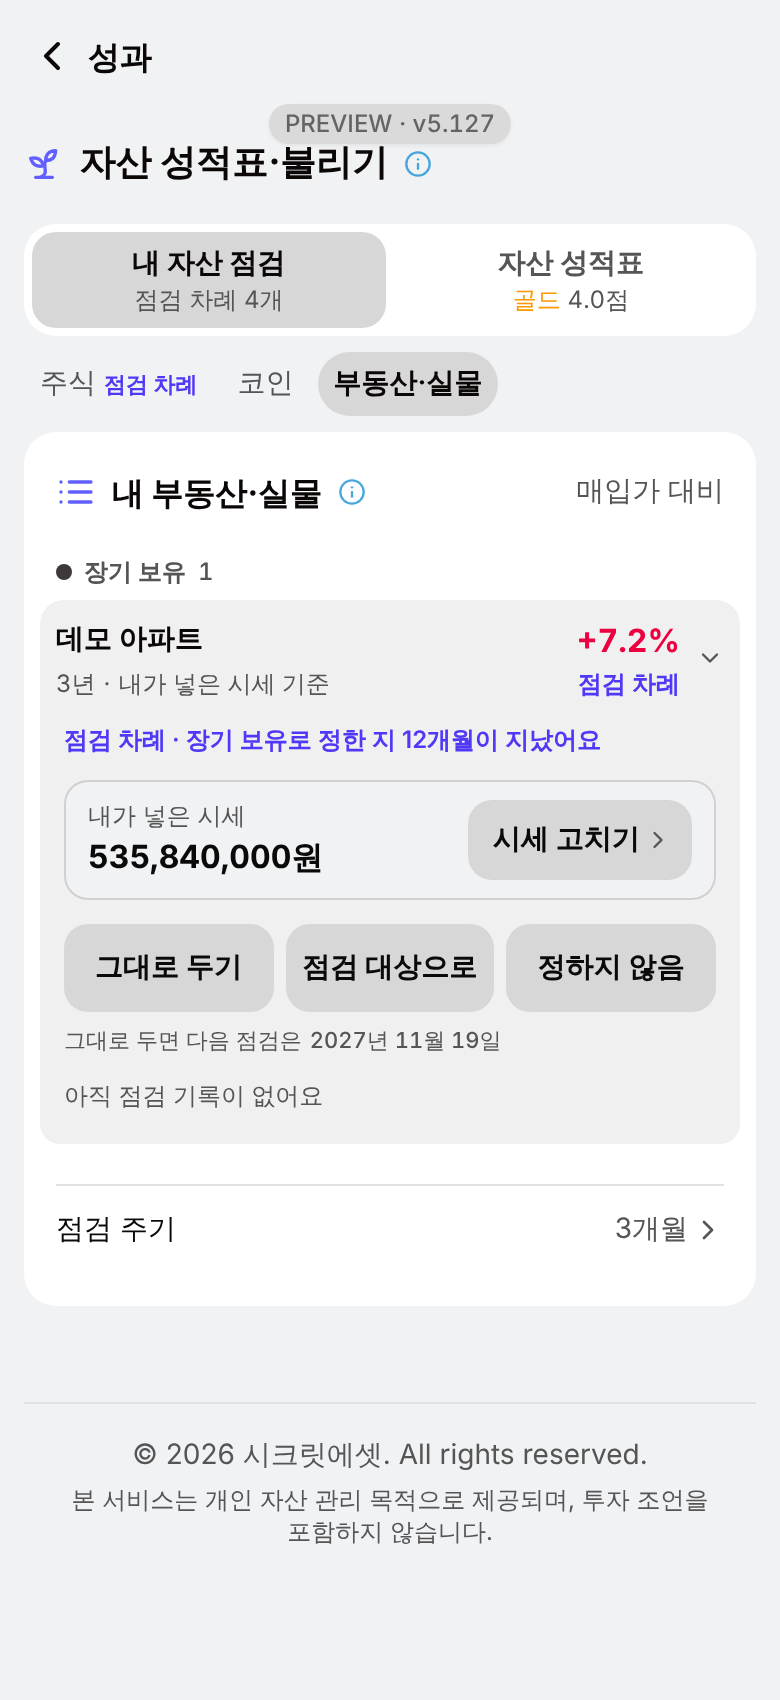 성과
PREVIEW · v5.127
자산 성적표·불리기
내 자산 점검
점검 차례 4개
자산 성적표
골드 4.0점
주식 점검 차례
코인
부동산·실물
내 부동산·실물
매입가 대비
장기 보유 1
데모 아파트
+7.2%
3년 · 내가 넣은 시세 기준
점검 차례
점검 차례 · 장기 보유로 정한 지 12개월이 지났어요
내가 넣은 시세
535,840,000원
시세 고치기
그대로 두기
점검 대상으로
정하지 않음
그대로 두면 다음 점검은 2027년 11월 19일
아직 점검 기록이 없어요
점검 주기
3개월
© 2026 시크릿에셋. All rights reserved.
본 서비스는 개인 자산 관리 목적으로 제공되며, 투자 조언을
포함하지 않습니다.